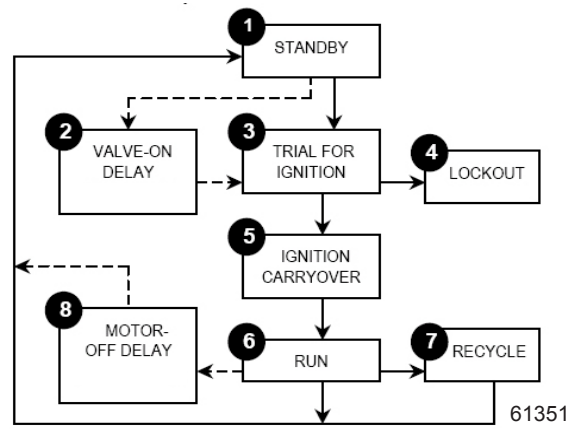 1
STANDBY
2
VALVE-ON
DELAY
3
TRIAL FOR
IGNITION
4
LOCKOUT
5
IGNITION
CARRYOVER
8
MOTOR-
OFF DELAY
6
RUN
7
RECYCLE
61351